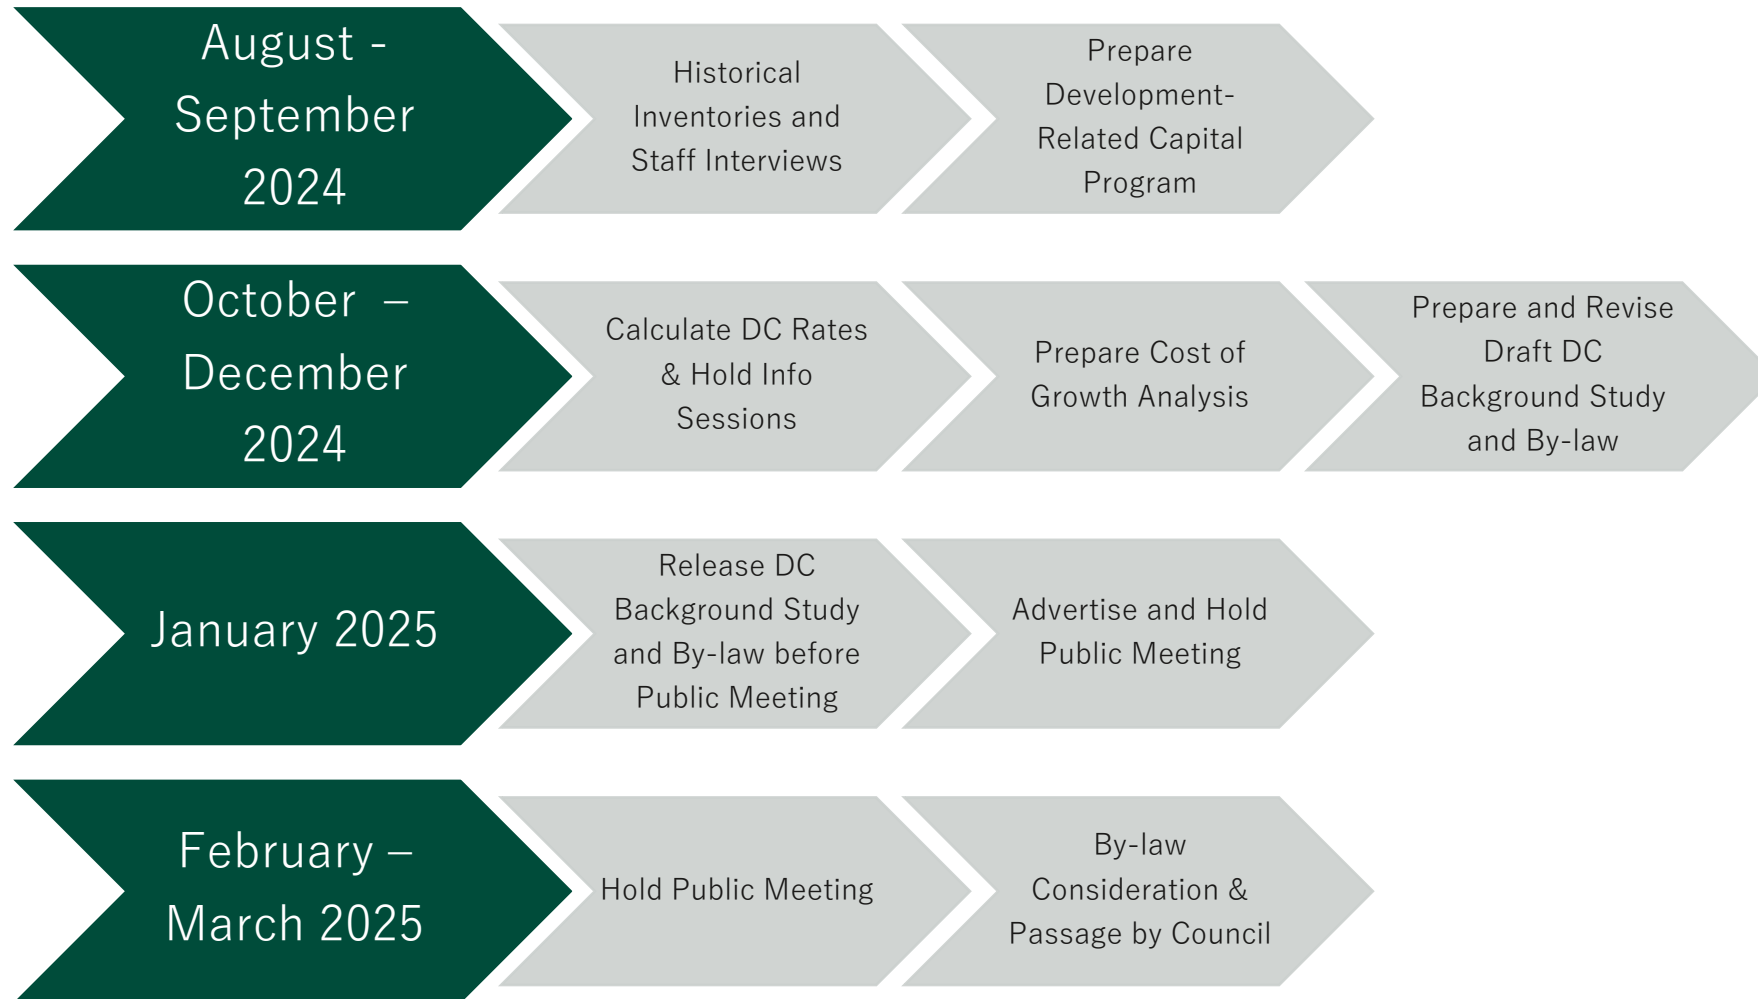 August -
September
2024
Historical
Inventories and
Staff Interviews
Prepare
Development-
Related Capital
Program
October –
December
2024
Calculate DC Rates
& Hold Info
Sessions
Prepare Cost of
Growth Analysis
Prepare and Revise
Draft DC
Background Study
and By-law
January 2025
Release DC
Background Study
and By-law before
Public Meeting
Advertise and Hold
Public Meeting
February –
March 2025
Hold Public Meeting
By-law
Consideration &
Passage by Council